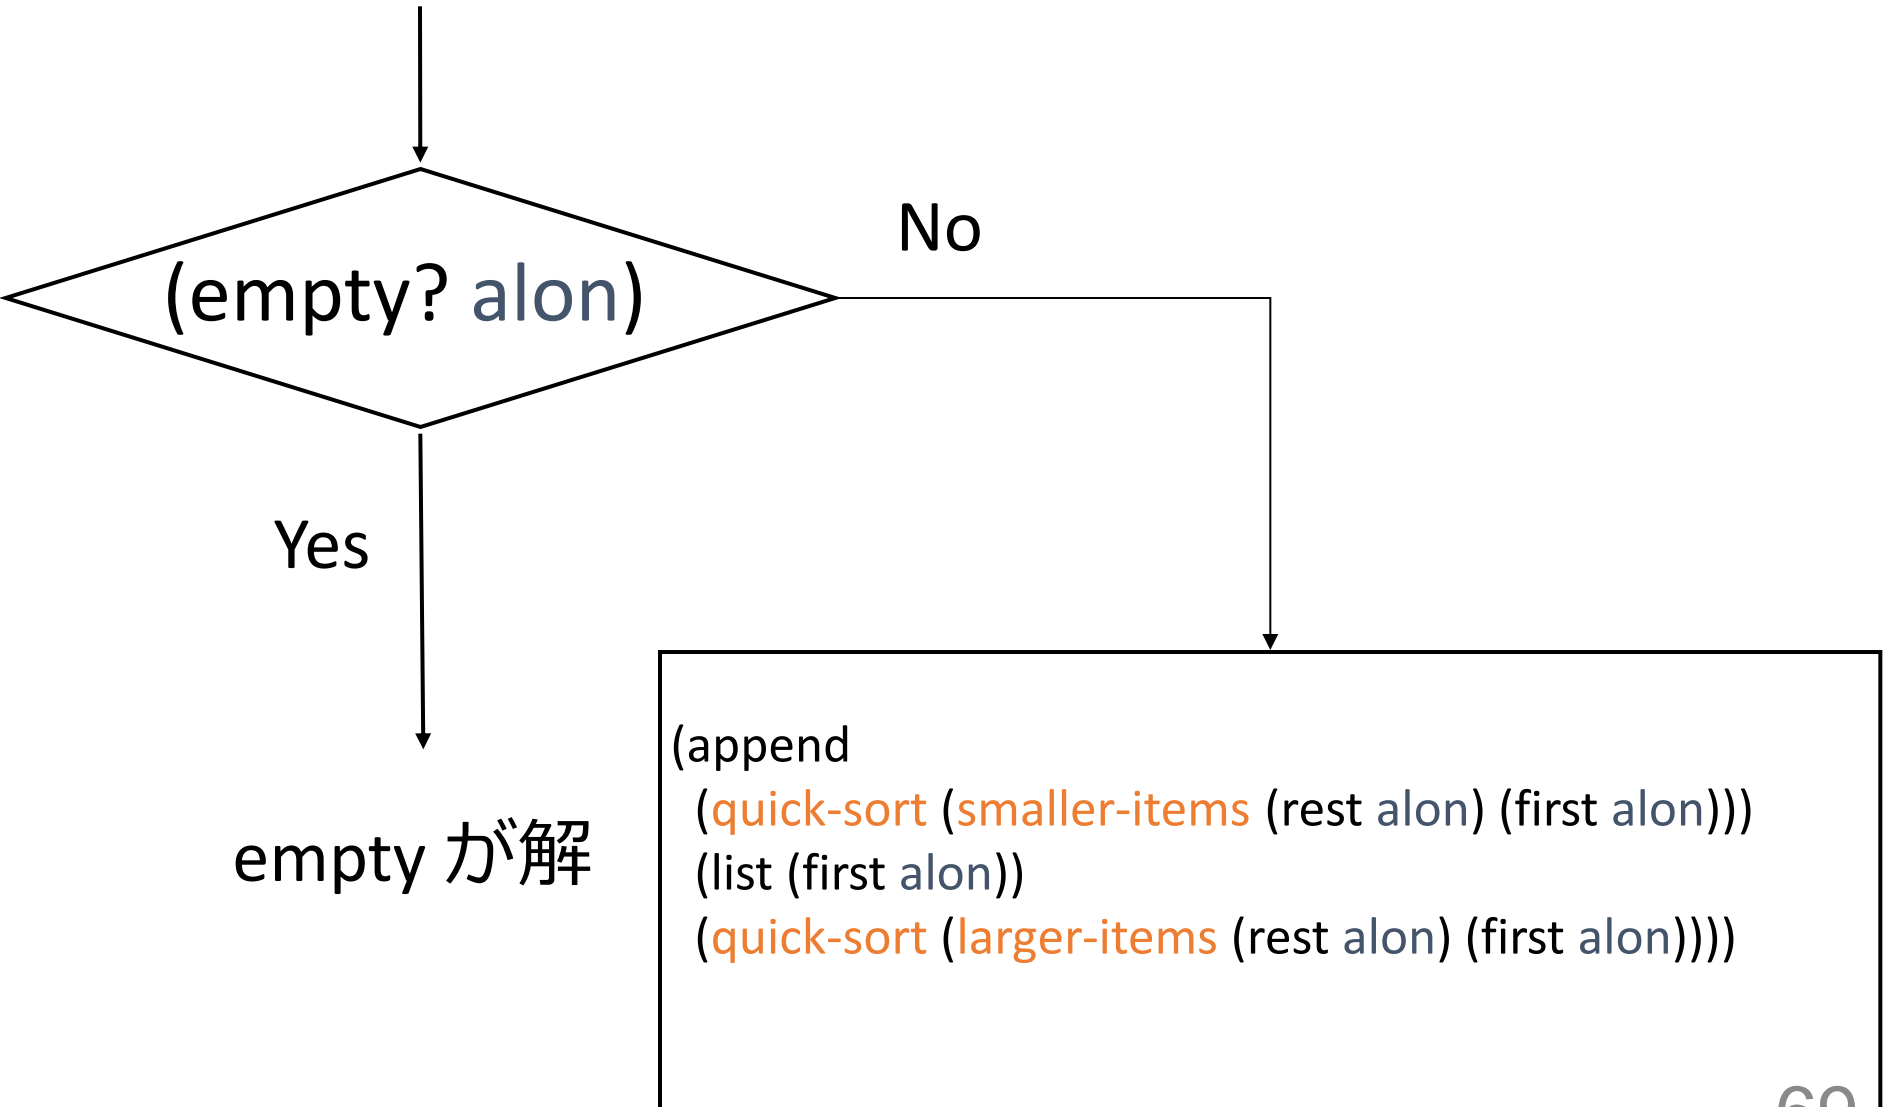 No
(empty? alon)
Yes
empty が解
(append
(quick-sort (smaller-items (rest alon) (first alon)))
(list (first alon))
(quick-sort (larger-items (rest alon) (first alon))))